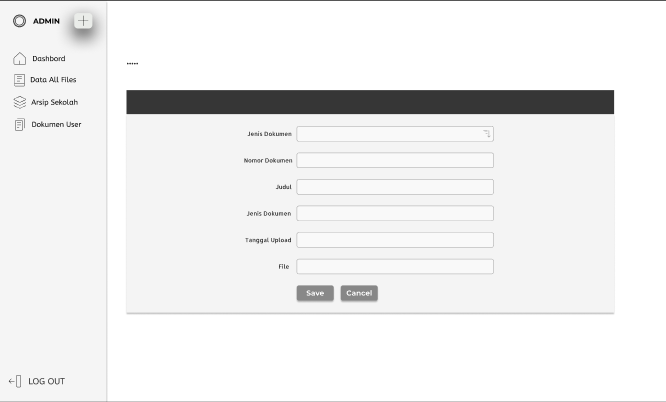 ADMIN
Dashbord
Data All Files
Arsip Sekolah
Dokumen User
LOG OUT
.....
Jenis Dokumen
Nomor Dokumen
Judul
Jenis Dokumen
Tanggal Upload
File
Save Cancel